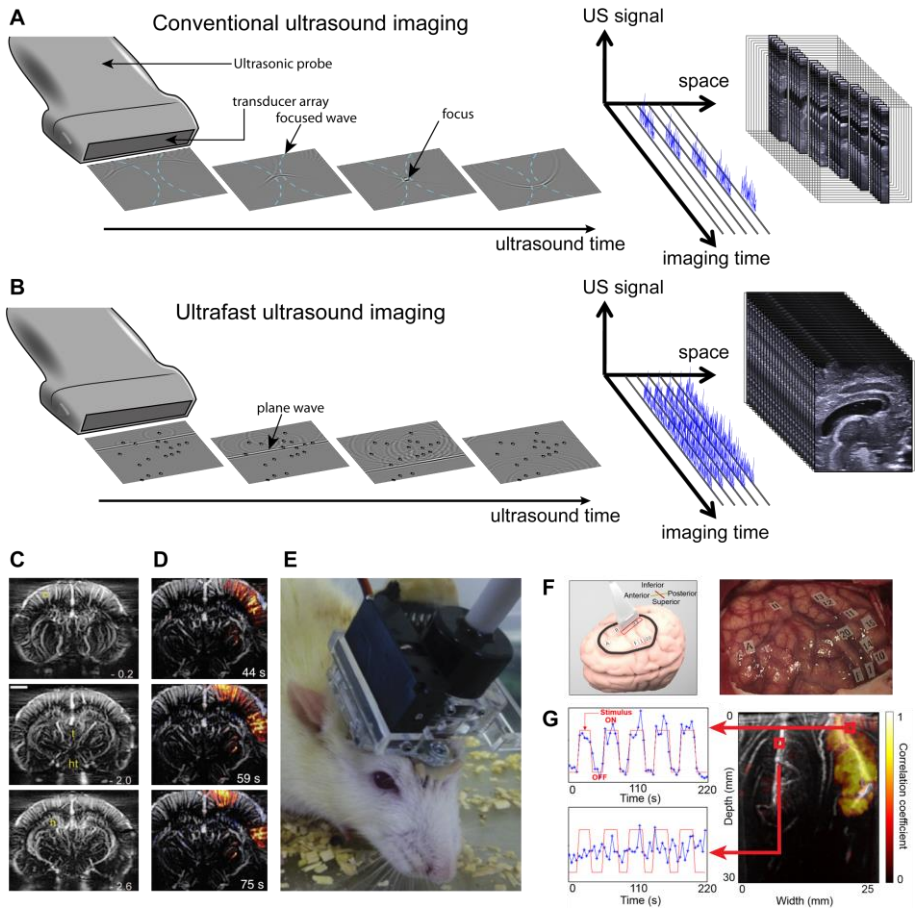 A
Conventional ultrasound imaging
Ultrasonic probe
transducer array
focused wave
focus
ultrasound time
US signal
space
imaging time
B
Ultrafast ultrasound imaging
plane wave
ultrasound time
US signal
space
imaging time
C
- 0.2
t
ht
- 2.0
h
- 2.6
D
44 s
59 s
75 s
E
F
Inferior
Anterior
Posterior
Superior
G
Stimulus
ON
OFF
0
110
220
Time (s)
0
110
220
Time (s)
0
Depth (mm)
30
0
25
Width (mm)
1
Correlation coefficient
0